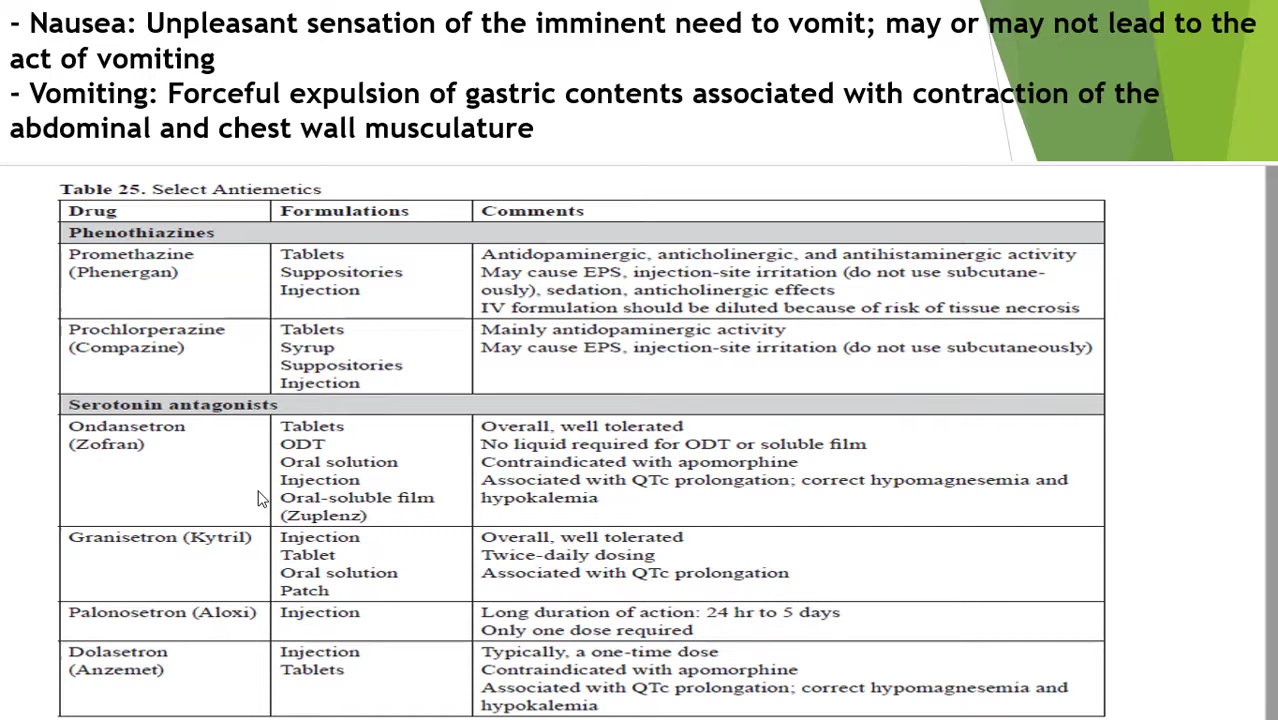 - Nausea: Unpleasant sensation of the imminent need to vomit; may or may not lead to the
act of vomiting
- Vomiting: Forceful expulsion of gastric contents associated with contraction of the
abdominal and chest wall musculature
Table 25. Select Antiemetics
Drug Formulations Comments
Phenothiazines
Promethazine Tablets Antidopaminergic, anticholinergic, and antihistaminergic activity
(Phenergan) Suppositories May cause EPS, injection-site irritation (do not use subcutane-
Injection ously), sedation, anticholinergic effects
IV formulation should be diluted because of risk of tissue necrosis
Prochlorperazine Tablets Mainly antidopaminergic activity
(Compazine) Syrup May cause EPS, injection-site irritation (do not use subcutaneously)
Suppositories
Injection
Serotonin antagonists
Ondansetron Tablets Overall, well tolerated
(Zofran) ODT No liquid required for ODT or soluble film
Oral solution Contraindicated with apomorphine
Injection Associated with QTc prolongation; correct hypomagnesemia and
Oral-soluble film hypokalemia
(Zuplenz)
Granisetron (Kytril) Injection Overall, well tolerated
Tablet Twice-daily dosing
Oral solution Associated with QTc prolongation
Patch
Palonosetron (Aloxi) Injection Long duration of action: 24 hr to 5 days
Only one dose required
Dolasetron Injection Typically, a one-time dose
(Anzemet) Tablets Contraindicated with apomorphine
Associated with QTc prolongation; correct hypomagnesemia and
hypokalemia